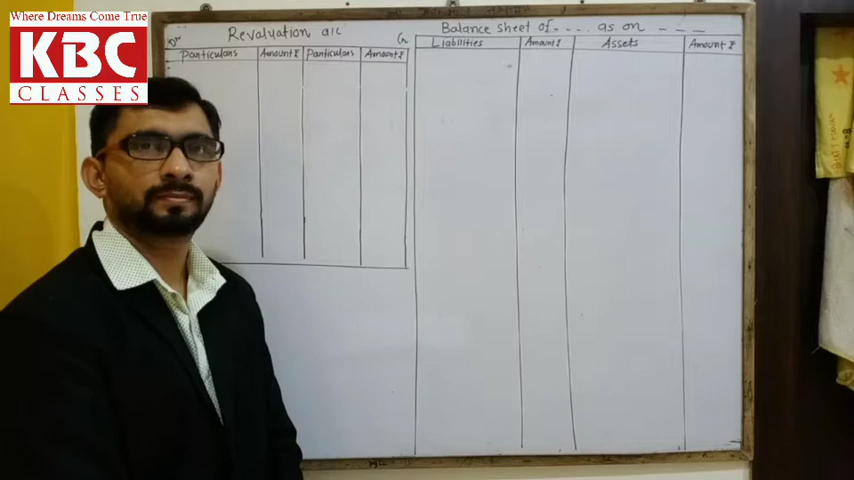 Where Dreams Come True
KBC
CLASSES
Revaluation a/c
Dr
Cr
Particulars Amount ₹ Particulars Amount ₹
Balance sheet of - - - - as on - - - -
Liabilities Amount ₹ Assets Amount ₹